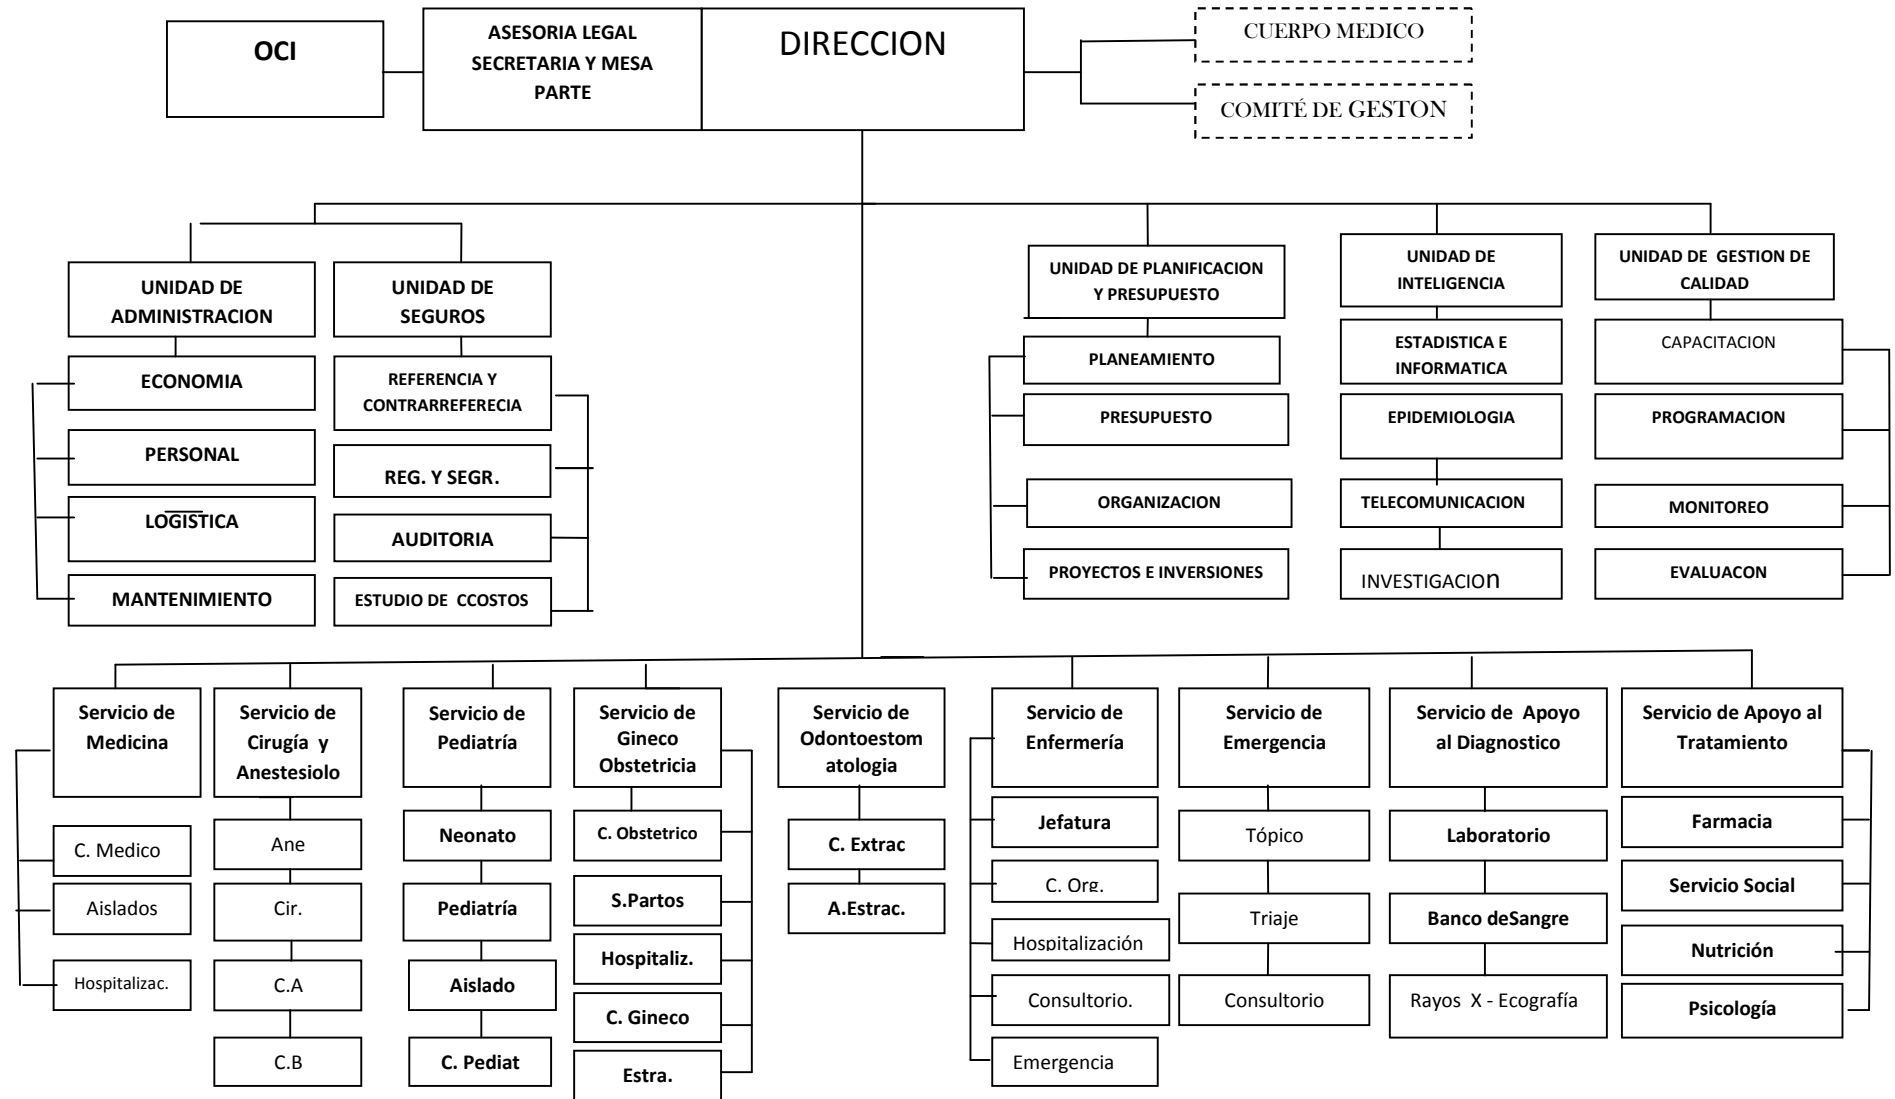 OCI
ASESORIA LEGAL
SECRETARIA Y MESA
PARTE
DIRECCION
CUERPO MEDICO
COMITÉ DE GESTON
UNIDAD DE
ADMINISTRACION
ECONOMIA
PERSONAL
LOGISTICA
MANTENIMIENTO
UNIDAD DE
SEGUROS
REFERENCIA Y
CONTRARREFERECIA
REG. Y SEGR.
AUDITORIA
ESTUDIO DE CCOSTOS
UNIDAD DE PLANIFICACION
Y PRESUPUESTO
PLANEAMIENTO
PRESUPUESTO
ORGANIZACION
PROYECTOS E INVERSIONES
UNIDAD DE
INTELIGENCIA
ESTADISTICA E
INFORMATICA
EPIDEMIOLOGIA
TELECOMUNICACION
INVESTIGACIOn
UNIDAD DE GESTION DE
CALIDAD
CAPACITACION
PROGRAMACION
MONITOREO
EVALUACON
Servicio de
Medicina
C. Medico
Aislados
Hospitalizac.
Servicio de
Cirugía y
Anestesiolo
Ane
Cir.
C.A
C.B
Servicio de
Pediatría
Neonato
Pediatría
Aislado
C. Pediat
Servicio de
Gineco
Obstetricia
C. Obstetrico
S.Partos
Hospitaliz.
C. Gineco
Estra.
Servicio de
Odontoestom
atologia
C. Extrac
A.Estrac.
Servicio de
Enfermería
Jefatura
C. Org.
Hospitalización
Consultorio.
Emergencia
Servicio de
Emergencia
Tópico
Triaje
Consultorio
Servicio de Apoyo
al Diagnostico
Laboratorio
Banco deSangre
Rayos X - Ecografía
Servicio de Apoyo al
Tratamiento
Farmacia
Servicio Social
Nutrición
Psicología